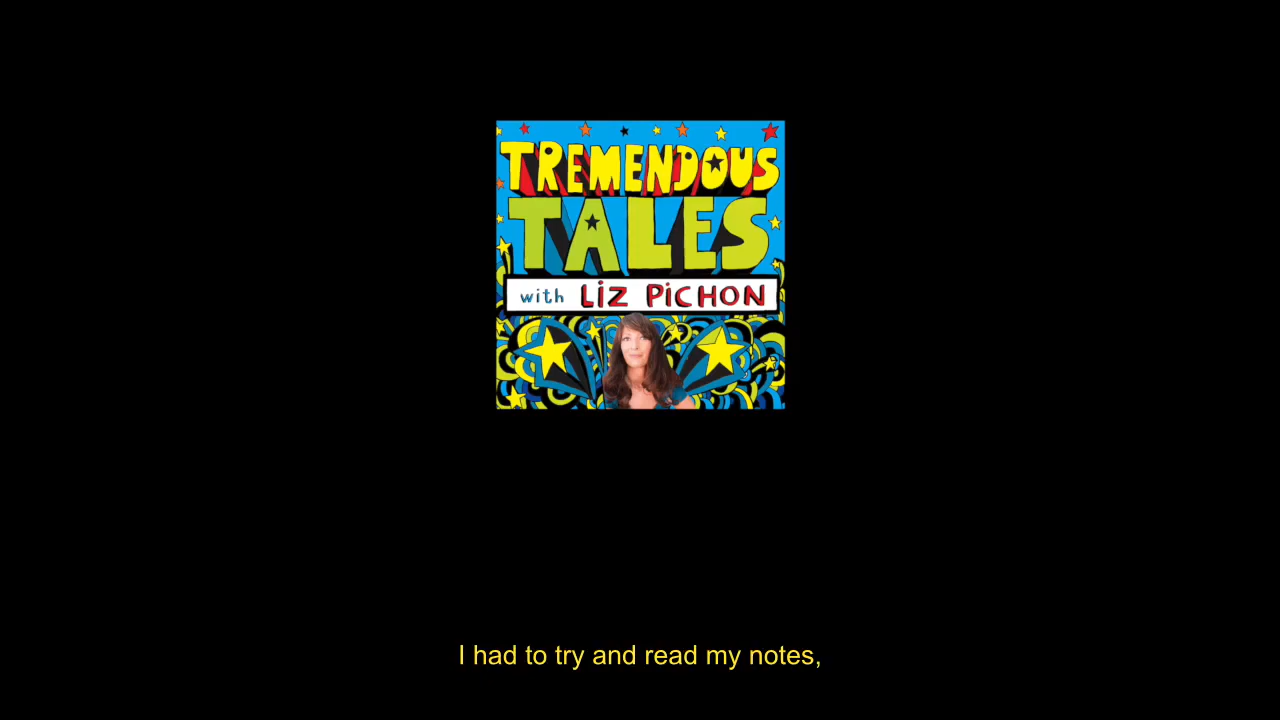 TREMENDOUS
TALES
with Liz PiCHON
I had to try and read my notes,